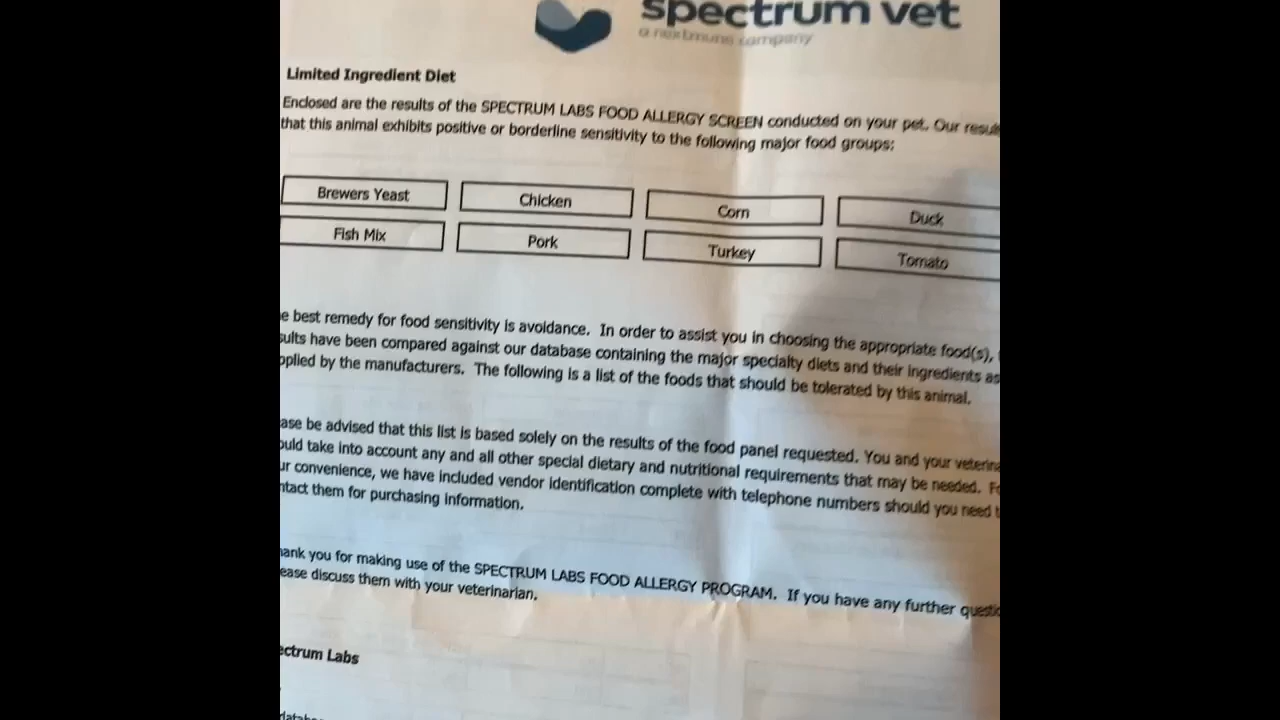 spectrum vet
a nextmune company
Limited Ingredient Diet
Enclosed are the results of the SPECTRUM LABS FOOD ALLERGY SCREEN conducted on your pet. Our resul
that this animal exhibits positive or borderline sensitivity to the following major food groups:
Brewers Yeast Chicken Corn Duck
Fish Mix Pork Turkey Tomato
e best remedy for food sensitivity is avoidance. In order to assist you in choosing the appropriate food(s),
sults have been compared against our database containing the major specialty diets and their ingredients as
pplied by the manufacturers. The following is a list of the foods that should be tolerated by this animal.
ase be advised that this list is based solely on the results of the food panel requested. You and your veterina
ould take into account any and all other special dietary and nutritional requirements that may be needed. Fo
ur convenience, we have included vendor identification complete with telephone numbers should you need t
ntact them for purchasing information.
ank you for making use of the SPECTRUM LABS FOOD ALLERGY PROGRAM. If you have any further questio
ease discuss them with your veterinarian.
ectrum Labs